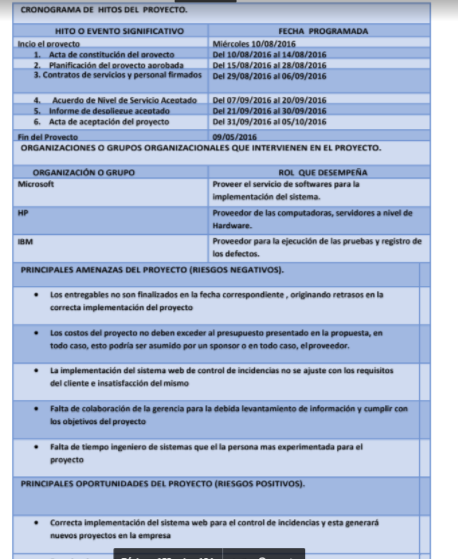 CRONOGRAMA DE HITOS DEL PROYECTO.
HITO O EVENTO SIGNIFICATIVO FECHA PROGRAMADA
Incio el proyecto Miércoles 10/08/2016
1. Acta de constitución del proyecto Del 10/08/2016 al 14/08/2016
2. Planificación del proyecto aprobada Del 15/08/2016 al 28/08/2016
3. Contratos de servicios y personal firmados Del 29/08/2016 al 06/09/2016
4. Acuerdo de Nivel de Servicio Aceptado Del 07/09/2016 al 20/09/2016
5. Informe de despliegue aceptado Del 21/09/2016 al 30/09/2016
6. Acta de aceptación del proyecto Del 31/09/2016 al 05/10/2016
Fin del Proyecto 09/05/2016
ORGANIZACIONES O GRUPOS ORGANIZACIONALES QUE INTERVIENEN EN EL PROYECTO.
ORGANIZACIÓN O GRUPO ROL QUE DESEMPEÑA
Microsoft Proveer el servicio de softwares para la
implementación del sistema.
HP Proveedor de las computadoras, servidores a nivel de
Hardware.
IBM Proveedor para la ejecución de las pruebas y registro de
los defectos.
PRINCIPALES AMENAZAS DEL PROYECTO (RIESGOS NEGATIVOS).
• Los entregables no son finalizados en la fecha correspondiente , originando retrasos en la
correcta implementación del proyecto
• Los costos del proyecto no deben exceder al presupuesto presentado en la propuesta, en
todo caso, esto podría ser asumido por un sponsor o en todo caso, elproveedor.
• La implementación del sistema web de control de incidencias no se ajuste con los requisitos
del cliente e insatisfacción del mismo
• Falta de colaboración de la gerencia para la debida levantamiento de información y cumplir con
los objetivos del proyecto
• Falta de tiempo ingeniero de sistemas que el la persona mas experimentada para el
proyecto
PRINCIPALES OPORTUNIDADES DEL PROYECTO (RIESGOS POSITIVOS).
• Correcta implementación del sistema web para el control de incidencias y esta generará
nuevos proyectos en la empresa